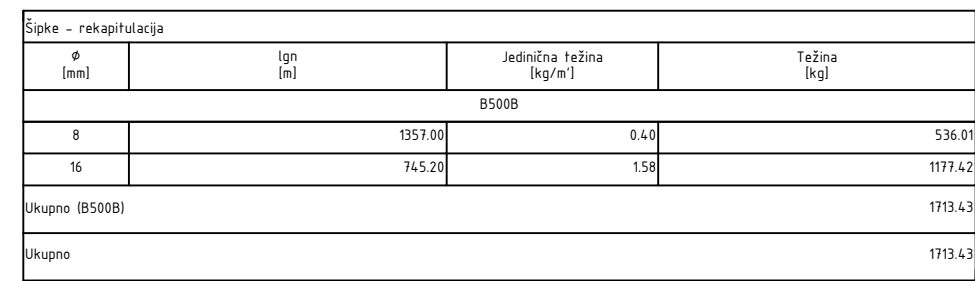 Šipke - rekapitulacija
ø lgn Jedinična težina Težina
[mm] [m] [kg/m'] [kg]
B500B
8 1357.00 0.40 536.01
16 745.20 1.58 1177.42
Ukupno (B500B) 1713.43
Ukupno 1713.43